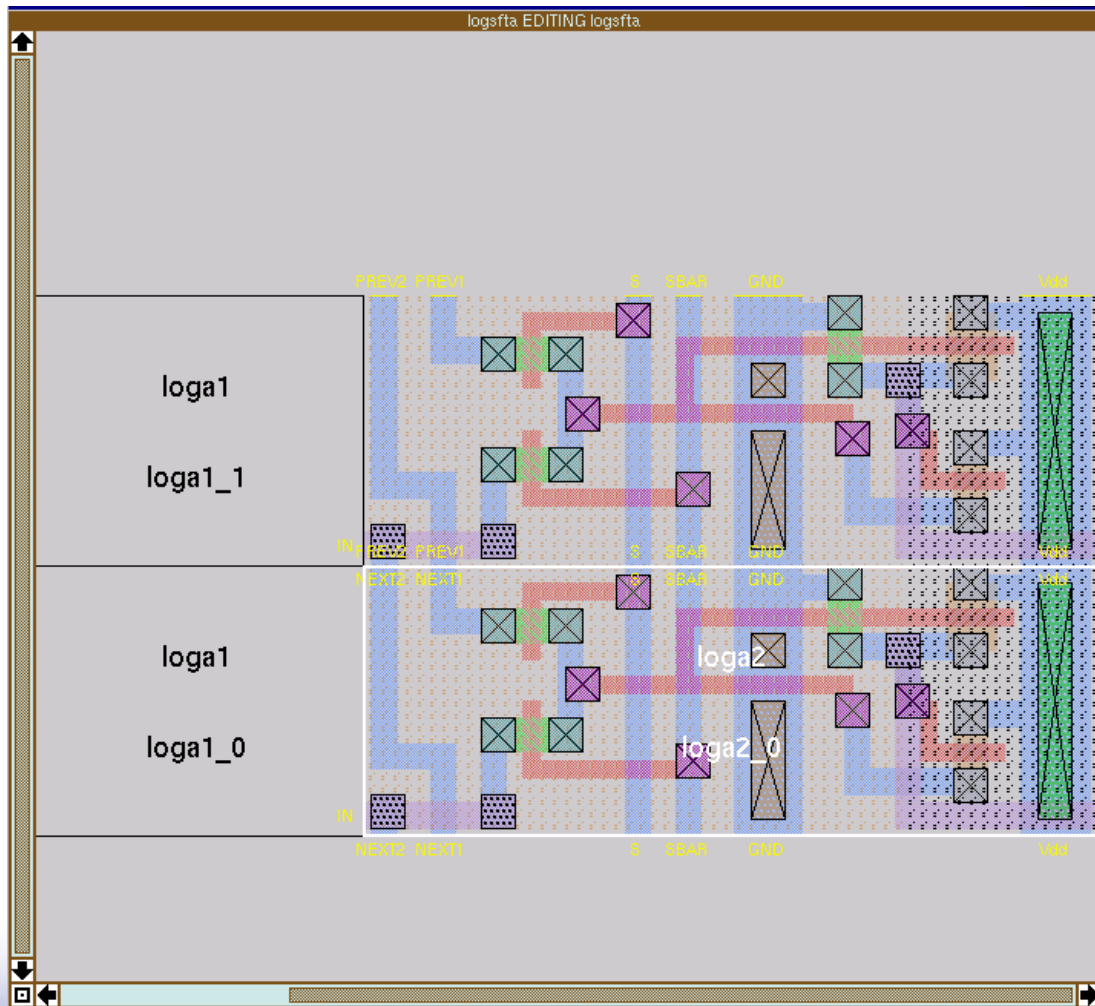 logsfta EDITING logsfta
PREV2 PREV1 S SBAR GND Vdd
loga1
loga1_1
IN PREV2 PREV1 S SBAR GND Vdd
NEXT2 NEXT1 S SBAR GND Vdd
loga1 loga2
loga1_0 loga2_0
IN
NEXT2 NEXT1 S SBAR GND Vdd